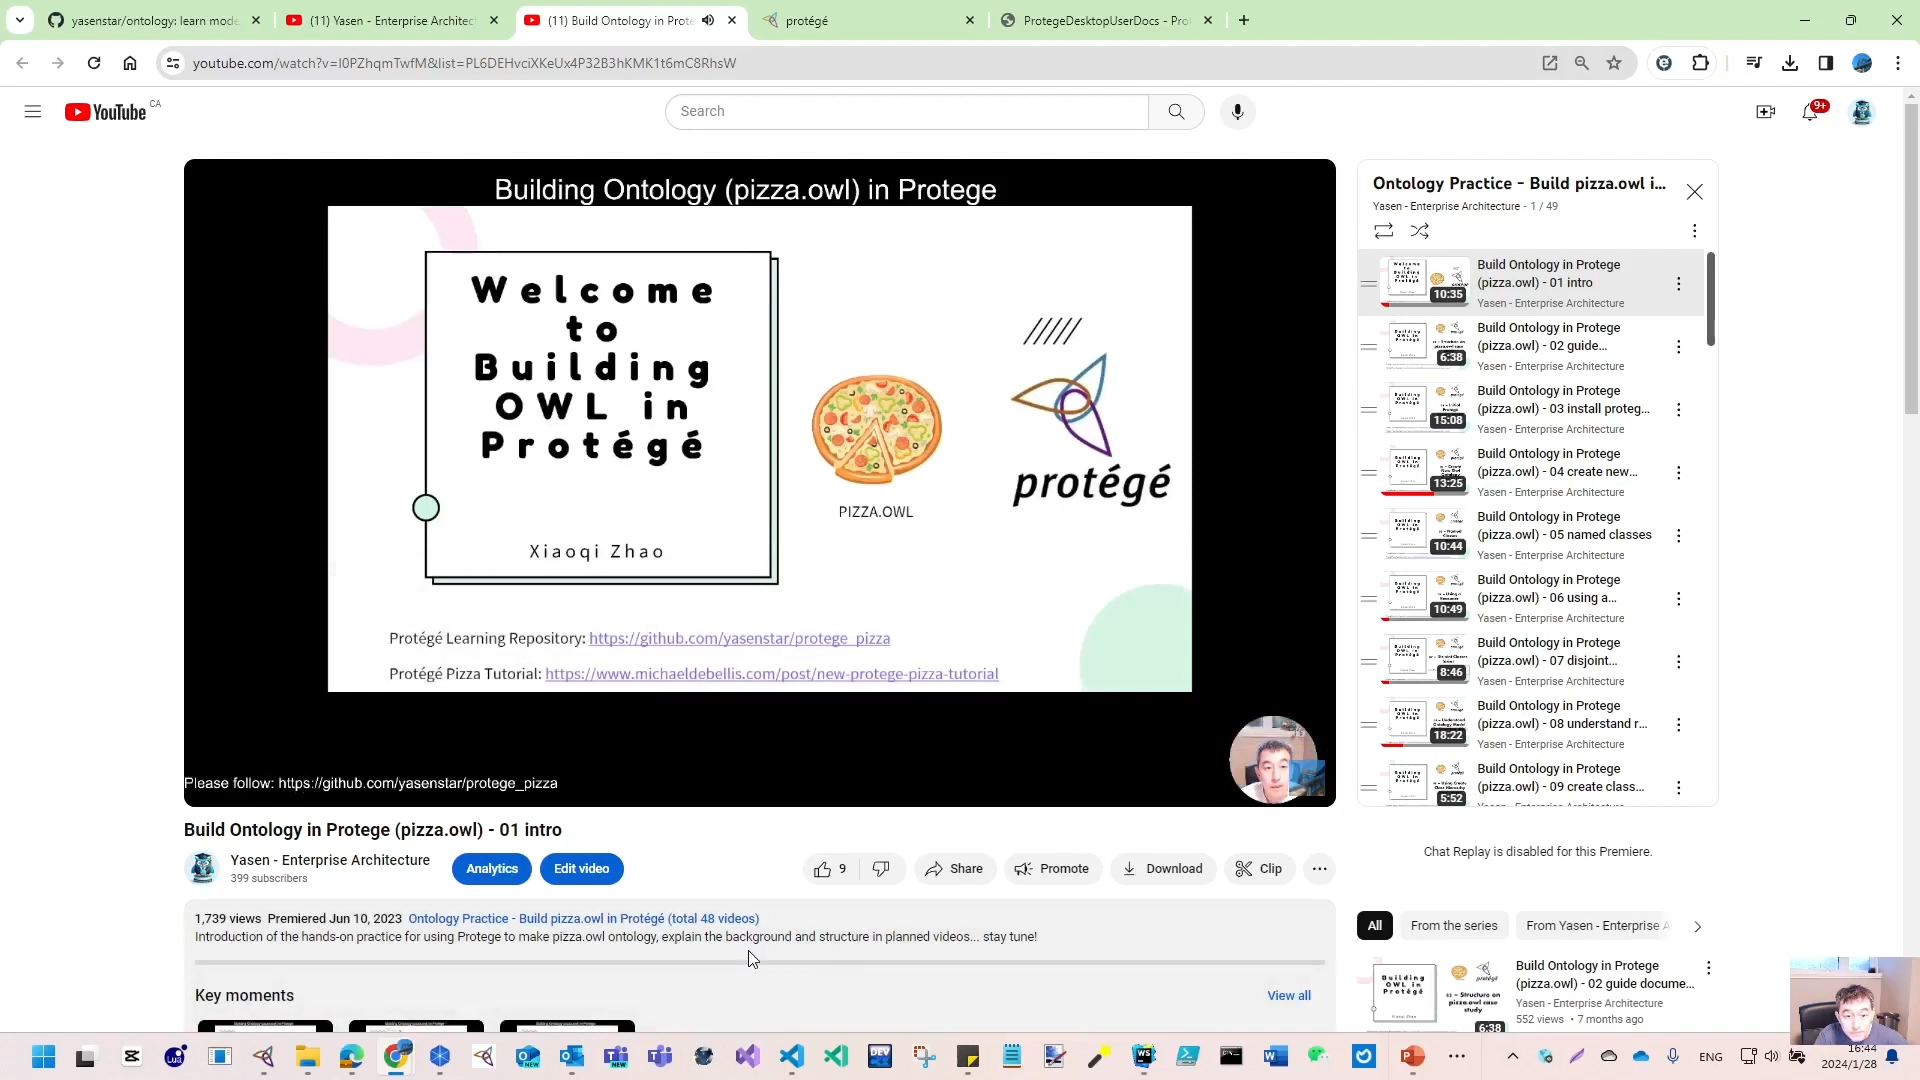 yasenstar/ontology: learn mode
(11) Yasen - Enterprise Architect
(11) Build Ontology in Prote
protégé
ProtegeDesktopUserDocs - Pro
youtube.com/watch?v=I0PZhqmTwfM&list=PL6DEHvciXKeUx4P32B3hKMK1t6mC8RhsW
YouTube CA
Search
9+
Building Ontology (pizza.owl) in Protege
Welcome
to
Building
OWL in
Protégé
Xiaoqi Zhao
PIZZA.OWL
protégé
Protégé Learning Repository: https://github.com/yasenstar/protege_pizza
Protégé Pizza Tutorial: https://www.michaeldebellis.com/post/new-protege-pizza-tutorial
Please follow: https://github.com/yasenstar/protege_pizza
Build Ontology in Protege (pizza.owl) - 01 intro
Yasen - Enterprise Architecture
399 subscribers
Analytics
Edit video
9
Share
Promote
Download
Clip
1,739 views Premiered Jun 10, 2023 Ontology Practice - Build pizza.owl in Protégé (total 48 videos)
Introduction of the hands-on practice for using Protege to make pizza.owl ontology, explain the background and structure in planned videos... stay tune!
Key moments
View all
Ontology Practice - Build pizza.owl i...
Yasen - Enterprise Architecture - 1 / 49
10:35
Build Ontology in Protege
(pizza.owl) - 01 intro
Yasen - Enterprise Architecture
6:38
Build Ontology in Protege
(pizza.owl) - 02 guide...
Yasen - Enterprise Architecture
15:08
Build Ontology in Protege
(pizza.owl) - 03 install proteg...
Yasen - Enterprise Architecture
13:25
Build Ontology in Protege
(pizza.owl) - 04 create new...
Yasen - Enterprise Architecture
10:44
Build Ontology in Protege
(pizza.owl) - 05 named classes
Yasen - Enterprise Architecture
10:49
Build Ontology in Protege
(pizza.owl) - 06 using a...
Yasen - Enterprise Architecture
8:46
Build Ontology in Protege
(pizza.owl) - 07 disjoint...
Yasen - Enterprise Architecture
18:22
Build Ontology in Protege
(pizza.owl) - 08 understand r...
Yasen - Enterprise Architecture
5:52
Build Ontology in Protege
(pizza.owl) - 09 create class...
Chat Replay is disabled for this Premiere.
All
From the series
From Yasen - Enterprise A
Building
OWL in
Protégé
02 - Structure on
pizza.owl case
study
6:38
Build Ontology in Protege
(pizza.owl) - 02 guide docume...
Yasen - Enterprise Architecture
552 views • 7 months ago
ENG
16:44
2024/1/28